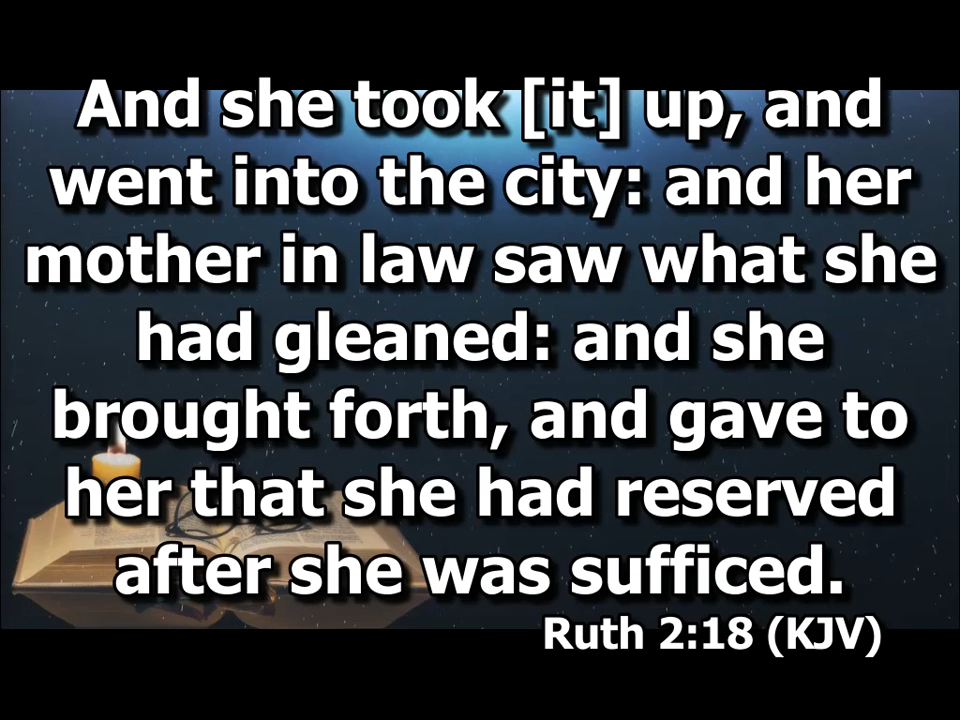 And she took [it] up, and
went into the city: and her
mother in law saw what she
had gleaned: and she
brought forth, and gave to
her that she had reserved
after she was sufficed.
Ruth 2:18 (KJV)